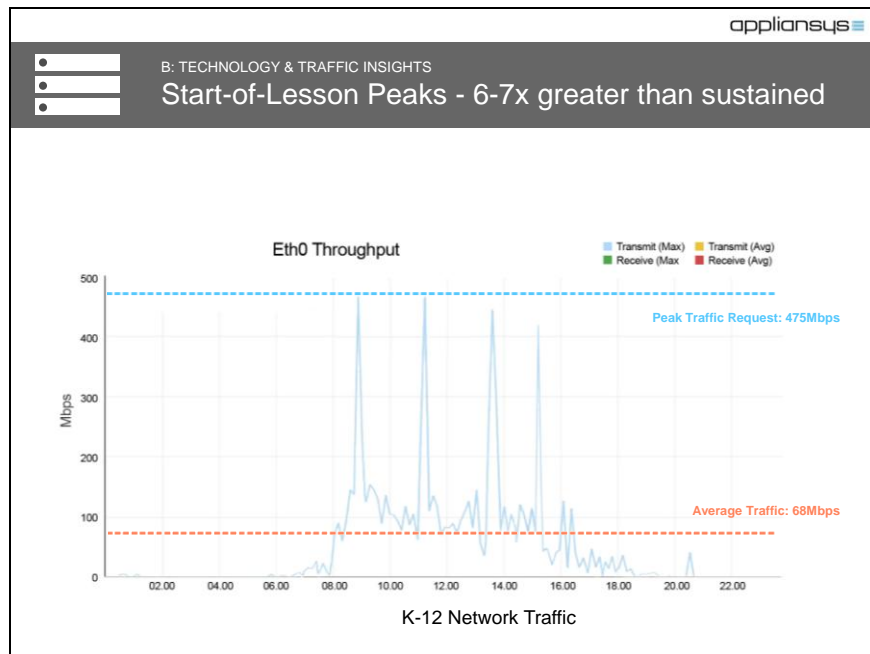 appliansys
B: TECHNOLOGY & TRAFFIC INSIGHTS
Start-of-Lesson Peaks - 6-7x greater than sustained
Eth0 Throughput
Transmit (Max) Transmit (Avg)
Receive (Max Receive (Avg)
500
Peak Traffic Request: 475Mbps
400
300
Mbps
200
Average Traffic: 68Mbps
100
0
02.00 04.00 06.00 08.00 10.00 12.00 14.00 16.00 18.00 20.00 22.00
K-12 Network Traffic